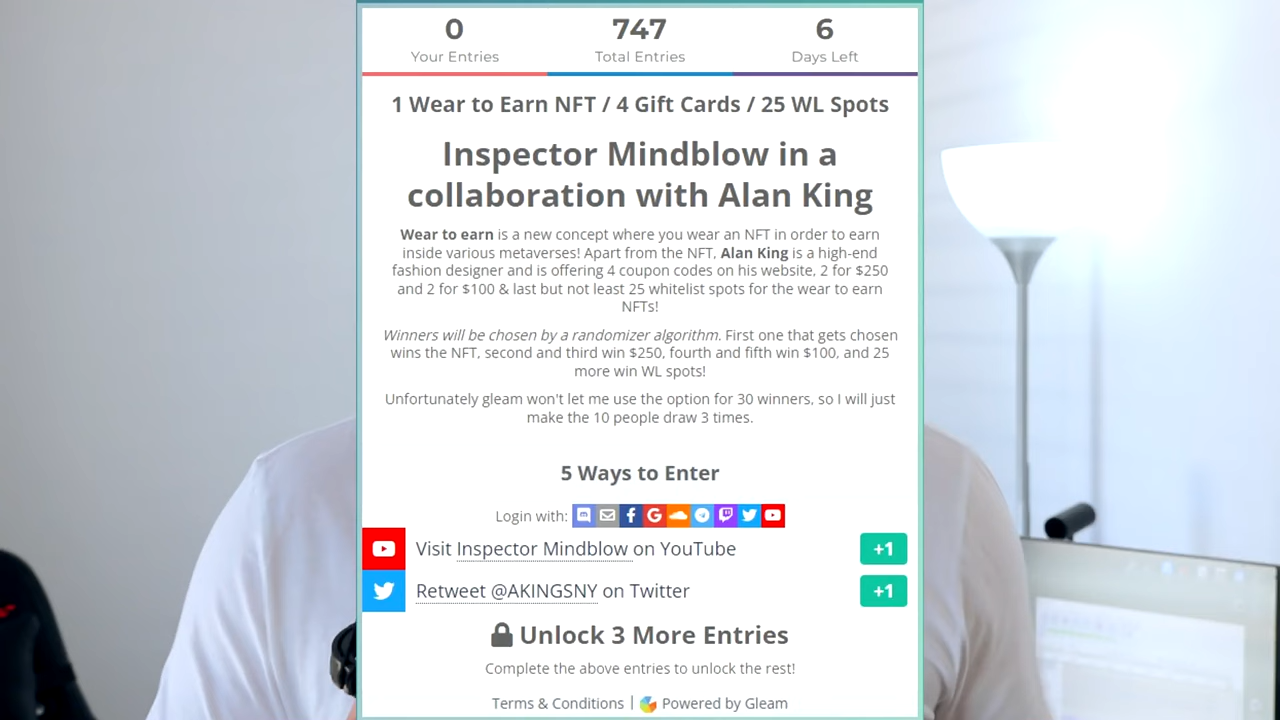 0 747 6
Your Entries Total Entries Days Left
1 Wear to Earn NFT / 4 Gift Cards / 25 WL Spots
Inspector Mindblow in a
collaboration with Alan King
Wear to earn is a new concept where you wear an NFT in order to earn
inside various metaverses! Apart from the NFT, Alan King is a high-end
fashion designer and is offering 4 coupon codes on his website, 2 for $250
and 2 for $100 & last but not least 25 whitelist spots for the wear to earn
NFTs!
Winners will be chosen by a randomizer algorithm. First one that gets chosen
wins the NFT, second and third win $250, fourth and fifth win $100, and 25
more win WL spots!
Unfortunately gleam won't let me use the option for 30 winners, so I will just
make the 10 people draw 3 times.
5 Ways to Enter
Login with:
Visit Inspector Mindblow on YouTube +1
Retweet @AKINGSNY on Twitter +1
Unlock 3 More Entries
Complete the above entries to unlock the rest!
Terms & Conditions | Powered by Gleam